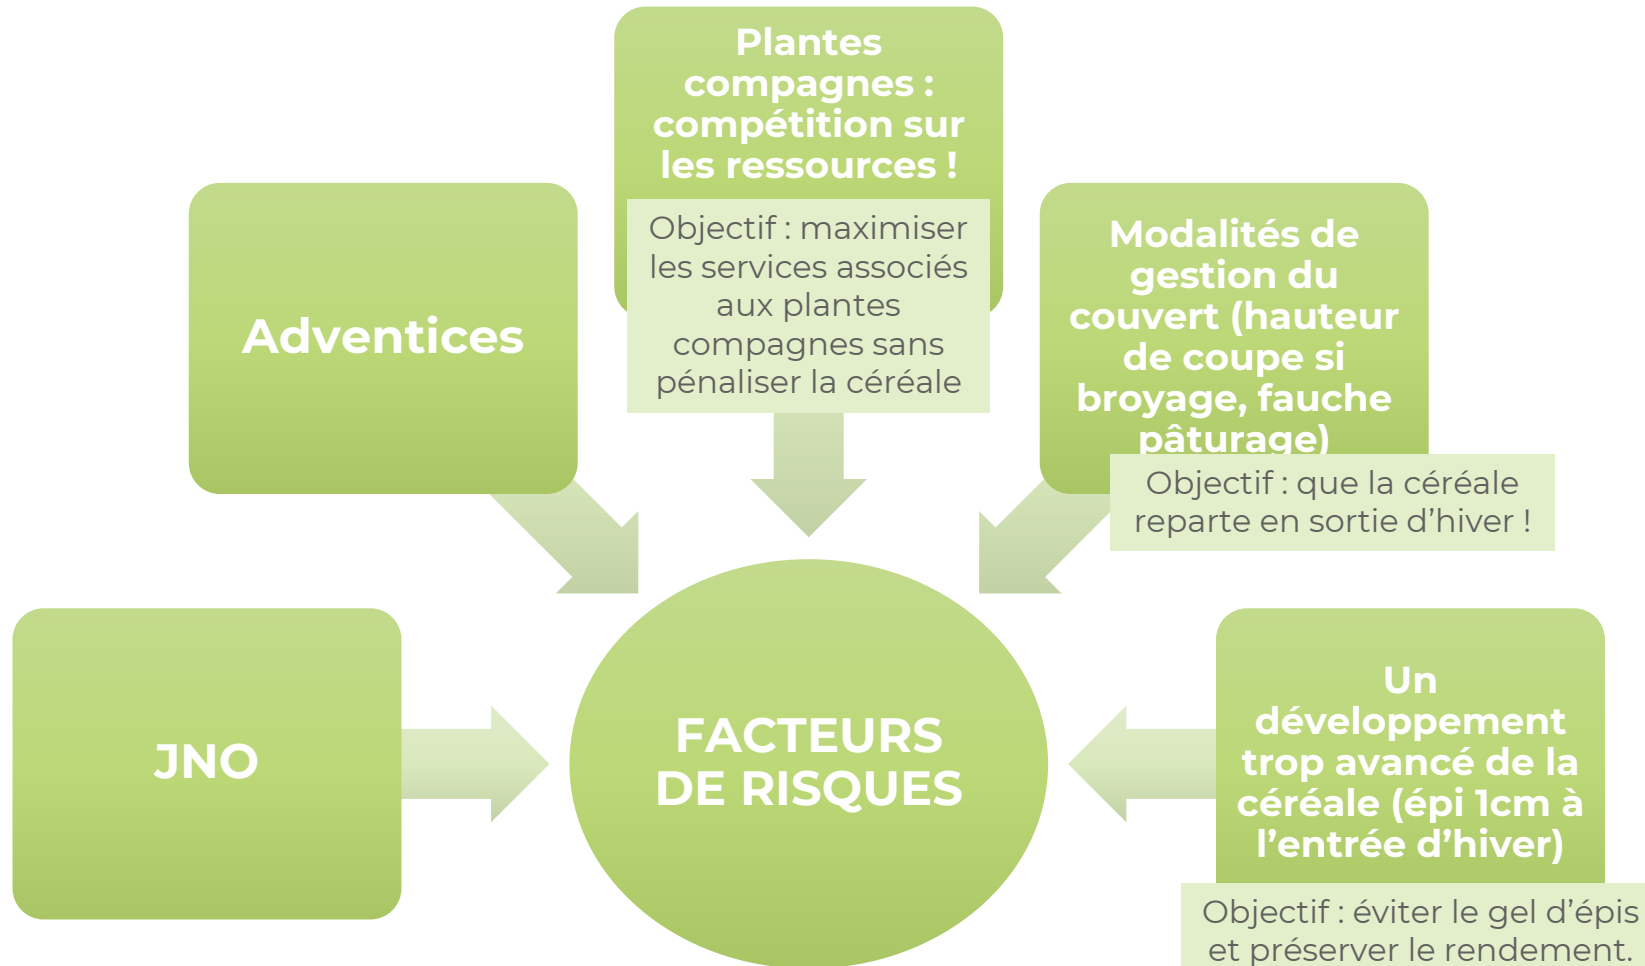 Plantes
compagnes :
compétition sur
les ressources !
Objectif : maximiser
les services associés
aux plantes
compagnes sans
pénaliser la céréale
Adventices
Modalités de
gestion du
couvert (hauteur
de coupe si
broyage, fauche
pâturage)
Objectif : que la céréale
reparte en sortie d’hiver !
JNO
FACTEURS
DE RISQUES
Un
développement
trop avancé de la
céréale (épi 1cm à
l’entrée d’hiver)
Objectif : éviter le gel d’épis
et préserver le rendement.